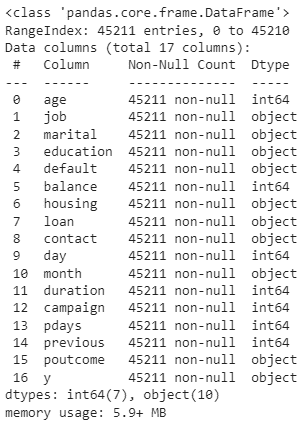 <class 'pandas.core.frame.DataFrame'>
RangeIndex: 45211 entries, 0 to 45210
Data columns (total 17 columns):
 #   Column     Non-Null Count  Dtype
---  ------     --------------  -----
 0   age        45211 non-null  int64
 1   job        45211 non-null  object
 2   marital    45211 non-null  object
 3   education  45211 non-null  object
 4   default    45211 non-null  object
 5   balance    45211 non-null  int64
 6   housing    45211 non-null  object
 7   loan       45211 non-null  object
 8   contact    45211 non-null  object
 9   day        45211 non-null  int64
 10  month      45211 non-null  object
 11  duration   45211 non-null  int64
 12  campaign   45211 non-null  int64
 13  pdays      45211 non-null  int64
 14  previous   45211 non-null  int64
 15  poutcome   45211 non-null  object
 16  y          45211 non-null  object
dtypes: int64(7), object(10)
memory usage: 5.9+ MB